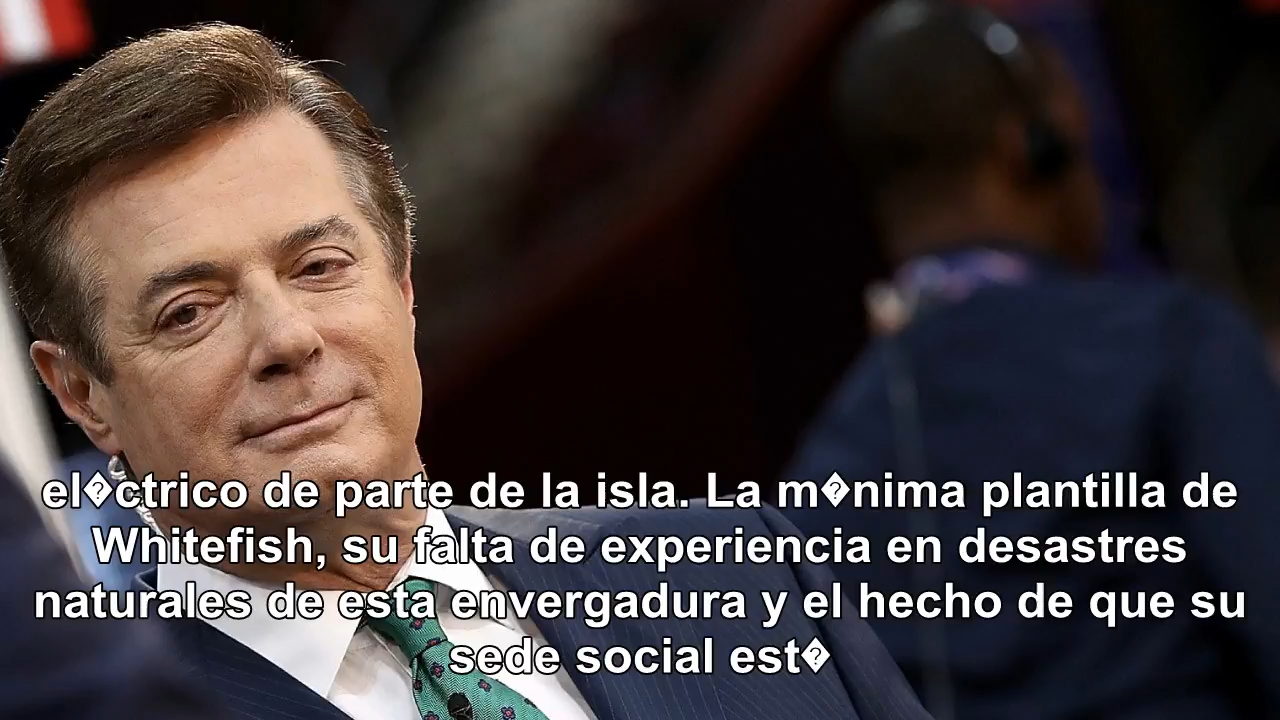 el�ctrico de parte de la isla. La m�nima plantilla de
Whitefish, su falta de experiencia en desastres
naturales de esta envergadura y el hecho de que su
sede social est�